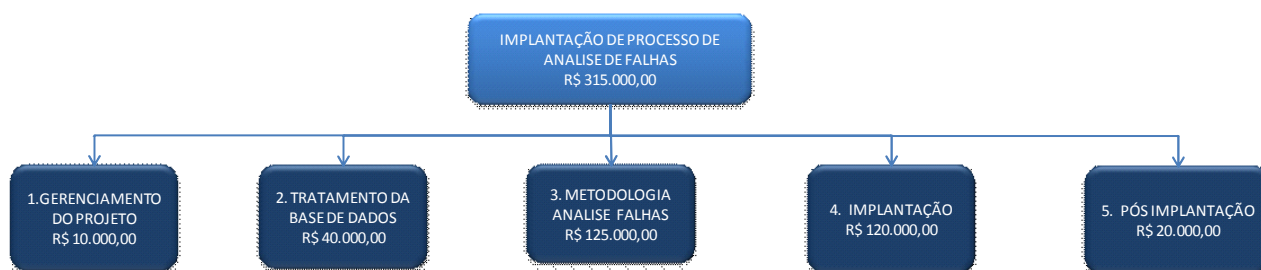 IMPLANTAÇÃO DE PROCESSO DE
ANALISE DE FALHAS
R$ 315.000,00
1.GERENCIAMENTO
DO PROJETO
R$ 10.000,00
2. TRATAMENTO DA
BASE DE DADOS
R$ 40.000,00
3. METODOLOGIA
ANALISE FALHAS
R$ 125.000,00
4. IMPLANTAÇÃO
R$ 120.000,00
5. PÓS IMPLANTAÇÃO
R$ 20.000,00